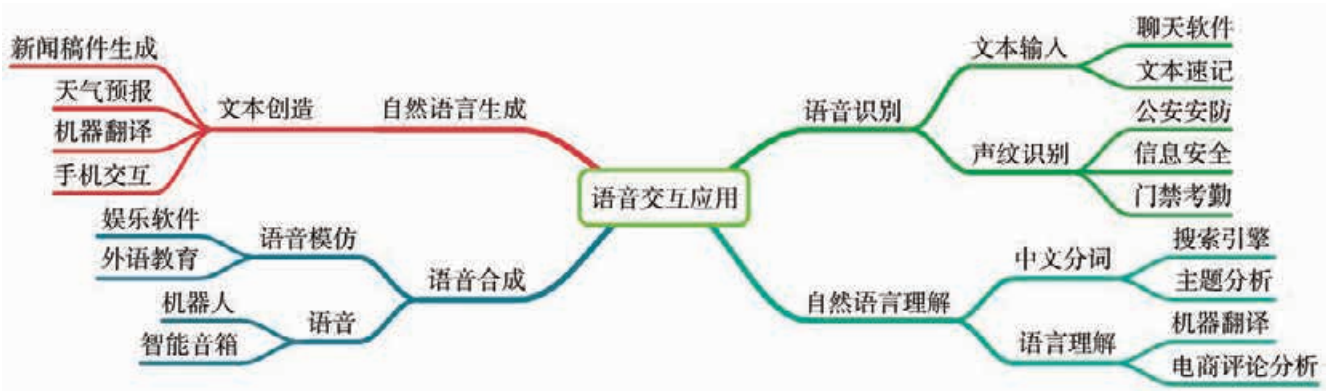 新闻稿件生成
天气预报
机器翻译
手机交互
文本创造
自然语言生成
娱乐软件
外语教育
语音模仿
机器人
智能音箱
语音
语音合成
语音交互应用
语音识别
文本输入
聊天软件
文本速记
声纹识别
公安安防
信息安全
门禁考勤
自然语言理解
中文分词
搜索引擎
主题分析
语言理解
机器翻译
电商评论分析